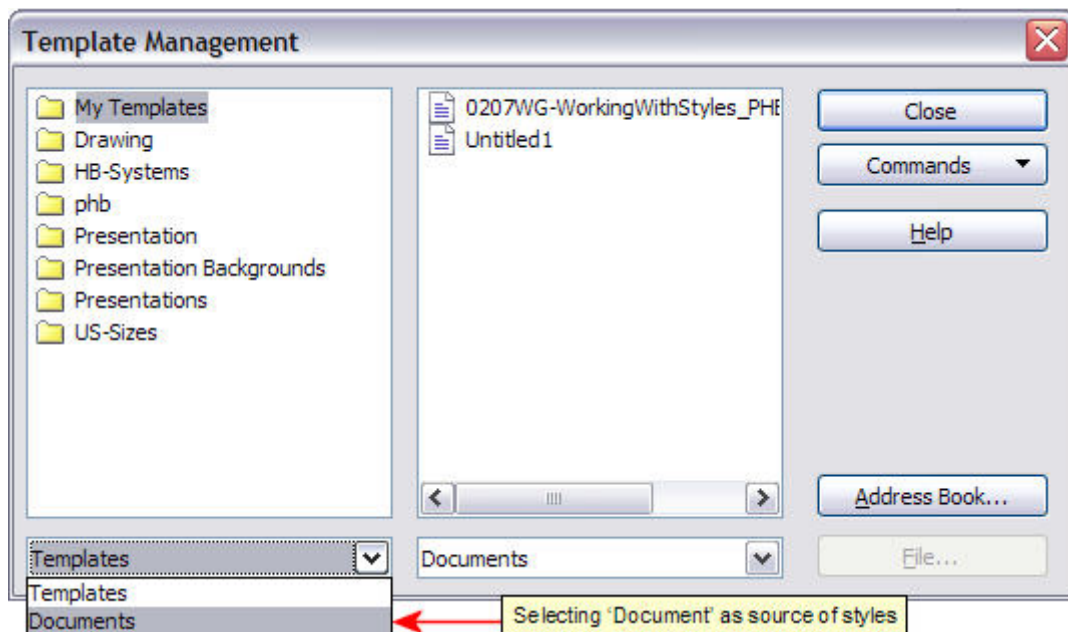 Template Management
My Templates
Drawing
HB-Systems
phb
Presentation
Presentation Backgrounds
Presentations
US-Sizes
0207WG-WorkingWithStyles_PHB
Untitled1
Close
Commands
Help
Address Book...
File...
Templates
Documents
Templates
Documents
Selecting 'Document' as source of styles